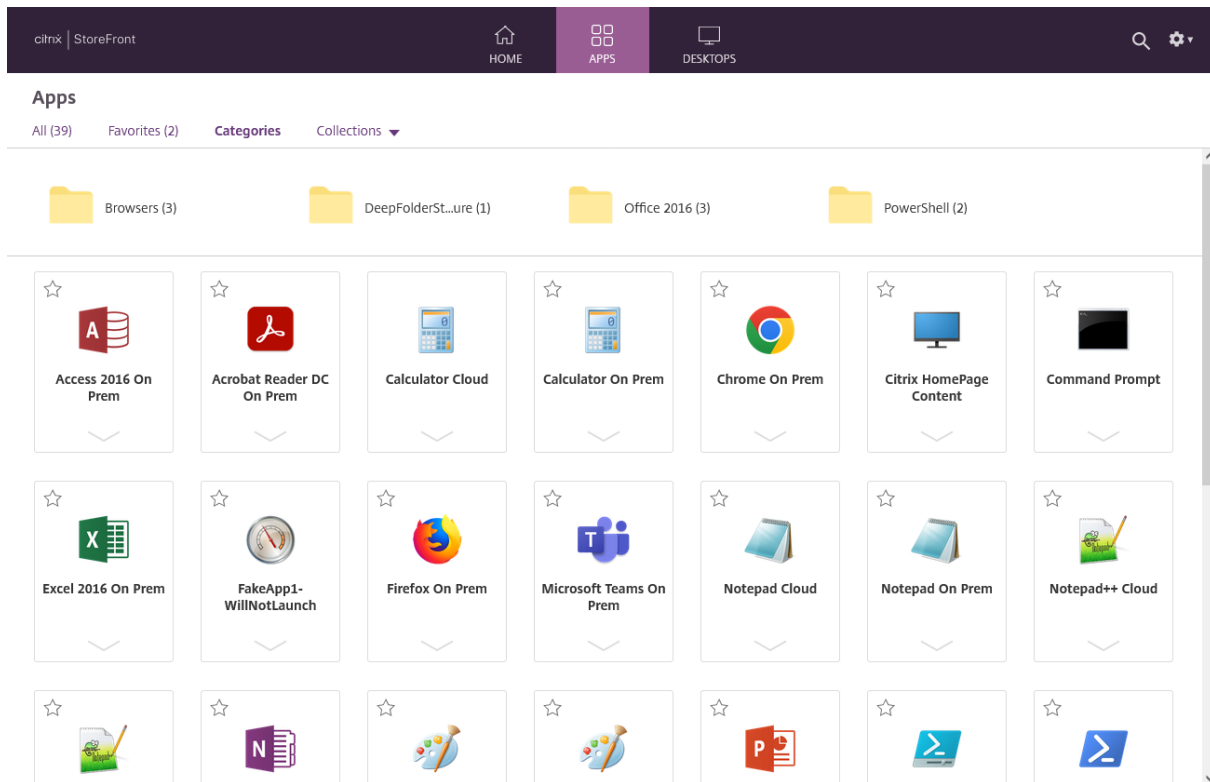 citrix | StoreFront
HOME
APPS
DESKTOPS
Apps
All (39)
Favorites (2)
Categories
Collections
Browsers (3)
DeepFolderSt...ure (1)
Office 2016 (3)
PowerShell (2)
Access 2016 On
Prem
Acrobat Reader DC
On Prem
Calculator Cloud
Calculator On Prem
Chrome On Prem
Citrix HomePage
Content
Command Prompt
Excel 2016 On Prem
FakeApp1-
WillNotLaunch
Firefox On Prem
Microsoft Teams On
Prem
Notepad Cloud
Notepad On Prem
Notepad++ Cloud